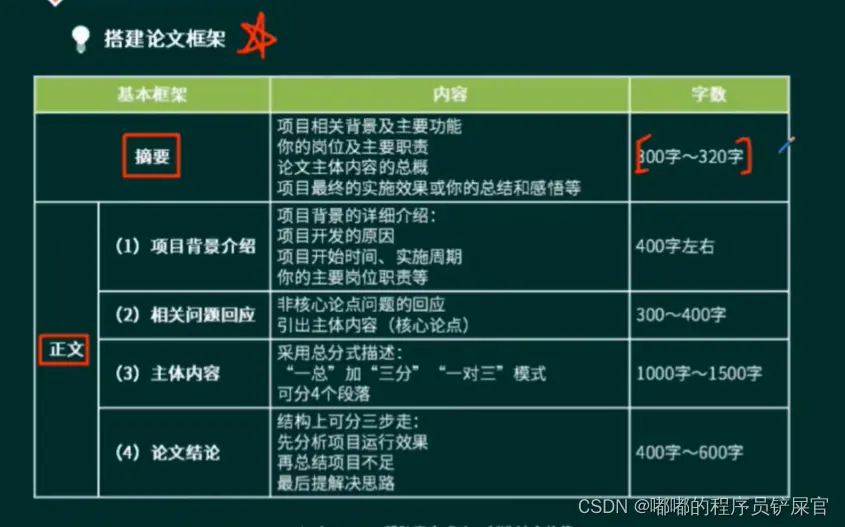 搭建论文框架
基本框架 内容 字数
摘要
项目相关背景及主要功能
你的岗位及主要职责
论文主体内容的总概
项目最终的实施效果或你的总结和感悟等
300字～320字
正文
（1）项目背景介绍
项目背景的详细介绍：
项目开发的原因
项目开始时间、实施周期
你的主要岗位职责等
400字左右
（2）相关问题回应
非核心论点问题的回应
引出主体内容（核心论点）
300～400字
（3）主体内容
采用总分式描述：
“一总”加“三分” “一对三”模式
可分4个段落
1000字～1500字
（4）论文结论
结构上可分三步走：
先分析项目运行效果
再总结项目不足
最后提解决思路
400字～600字
CSDN @嘟嘟的程序员铲屎官